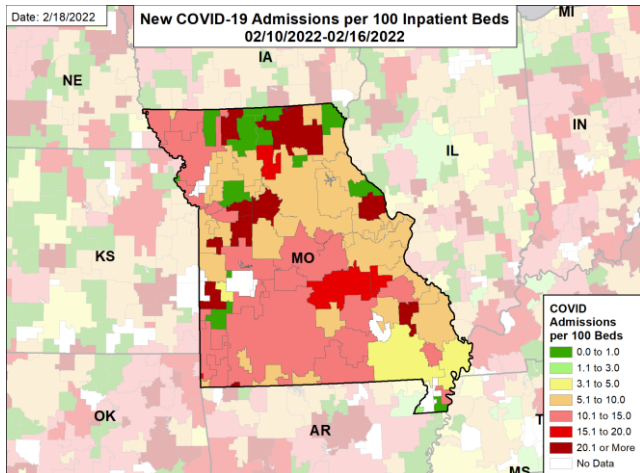 Date: 2/18/2022
New COVID-19 Admissions per 100 Inpatient Beds
02/10/2022-02/16/2022
MI
IA
NE
IN
IL
KS
MO
COVID
Admissions
per 100 Beds
0.0 to 1.0
1.1 to 3.0
3.1 to 5.0
5.1 to 10.0
10.1 to 15.0
15.1 to 20.0
20.1 or More
No Data
OK
AR
T
MS